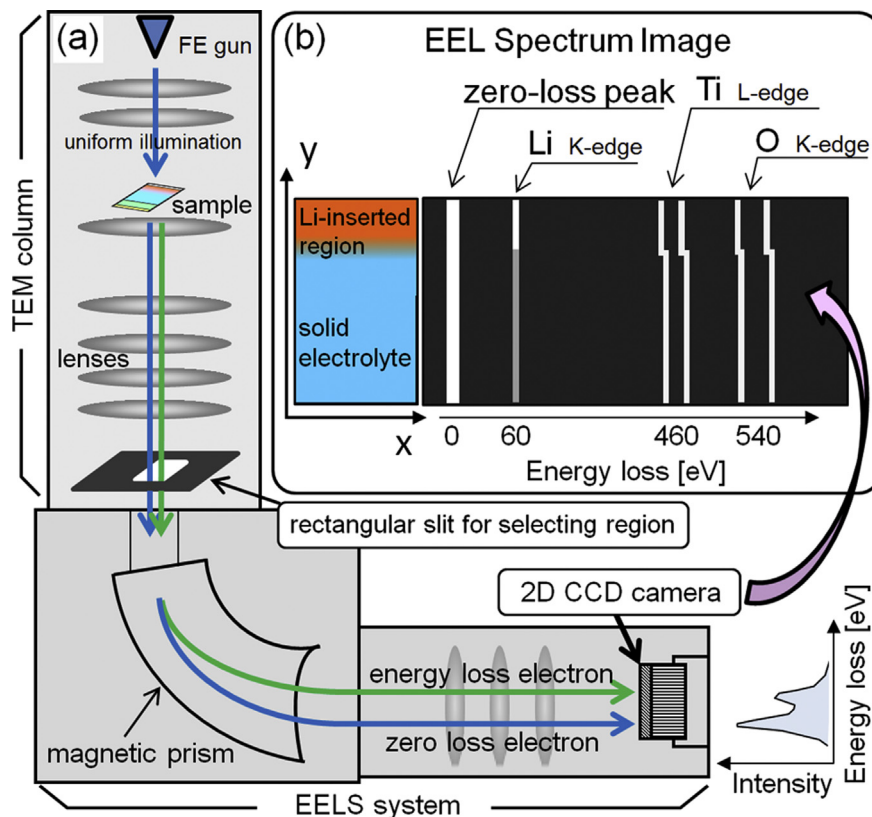 (a)
FE gun
uniform illumination
sample
TEM column
lenses
rectangular slit for selecting region
(b)
EEL Spectrum Image
zero-loss peak
Ti L-edge
Li K-edge
O K-edge
y
Li-inserted
region
solid
electrolyte
x
0 60 460 540
Energy loss [eV]
2D CCD camera
energy loss electron
zero loss electron
magnetic prism
EELS system
Energy loss [eV]
Intensity